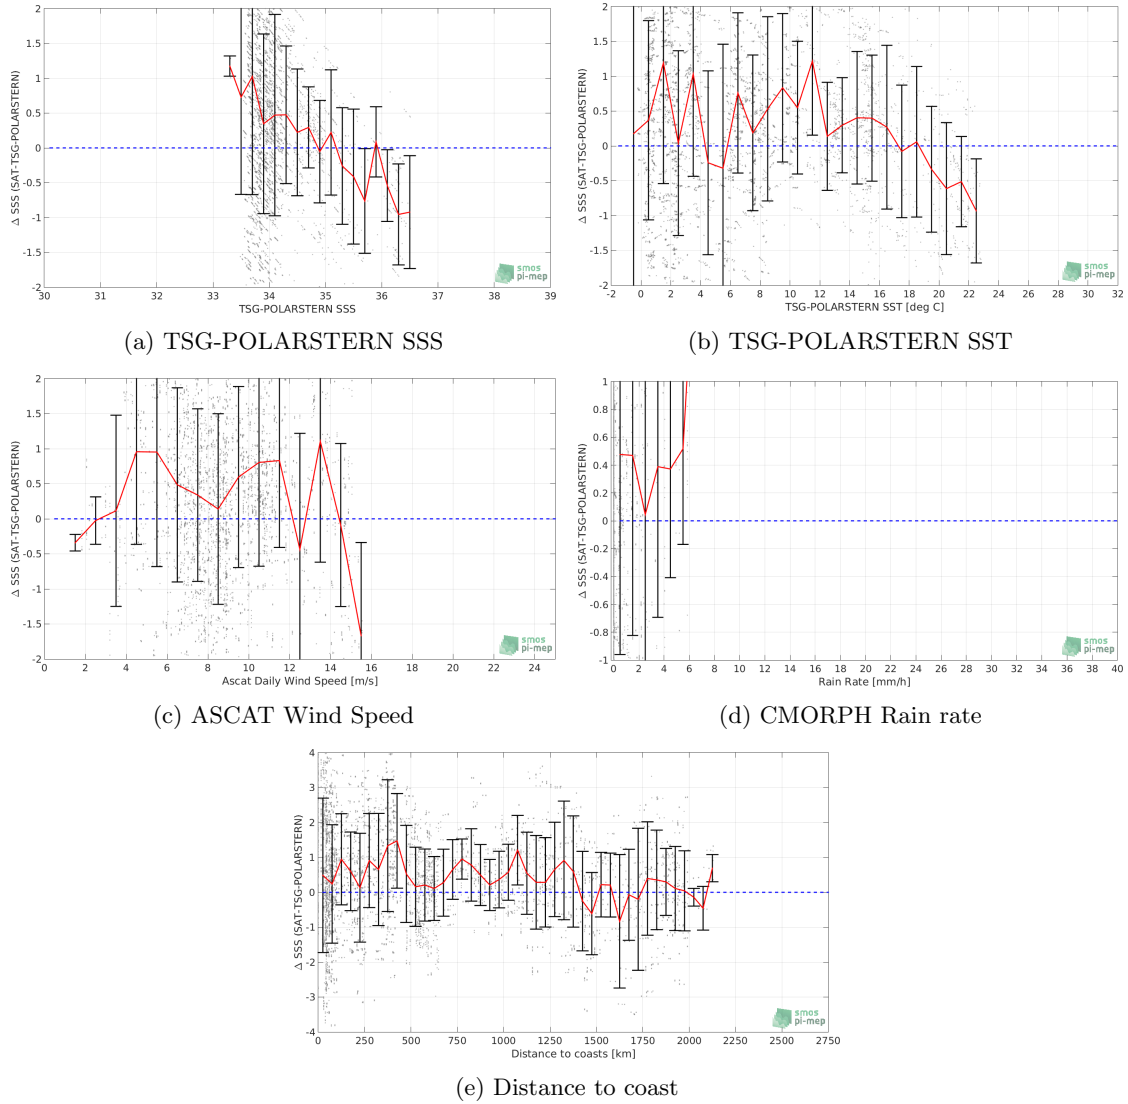 2
1.5
1
0.5
0
-0.5
-1
-1.5
-2
Δ SSS (SAT-TSG-POLARSTERN)
30 31 32 33 34 35 36 37 38 39
TSG-POLARSTERN SSS
smos
pi-mep
(a) TSG-POLARSTERN SSS
2
1.5
1
0.5
0
-0.5
-1
-1.5
-2
Δ SSS (SAT-TSG-POLARSTERN)
-2 0 2 4 6 8 10 12 14 16 18 20 22 24 26 28 30 32
TSG-POLARSTERN SST [deg C]
smos
pi-mep
(b) TSG-POLARSTERN SST
2
1.5
1
0.5
0
-0.5
-1
-1.5
-2
Δ SSS (SAT-TSG-POLARSTERN)
0 2 4 6 8 10 12 14 16 18 20 22 24
Ascat Daily Wind Speed [m/s]
smos
pi-mep
(c) ASCAT Wind Speed
1
0.8
0.6
0.4
0.2
0
-0.2
-0.4
-0.6
-0.8
-1
Δ SSS (SAT-TSG-POLARSTERN)
0 2 4 6 8 10 12 14 16 18 20 22 24 26 28 30 32 34 36 38 40
Rain Rate [mm/h]
smos
pi-mep
(d) CMORPH Rain rate
4
3
2
1
0
-1
-2
-3
-4
Δ SSS (SAT-TSG-POLARSTERN)
0 250 500 750 1000 1250 1500 1750 2000 2250 2500 2750
Distance to coasts [km]
smos
pi-mep
(e) Distance to coast